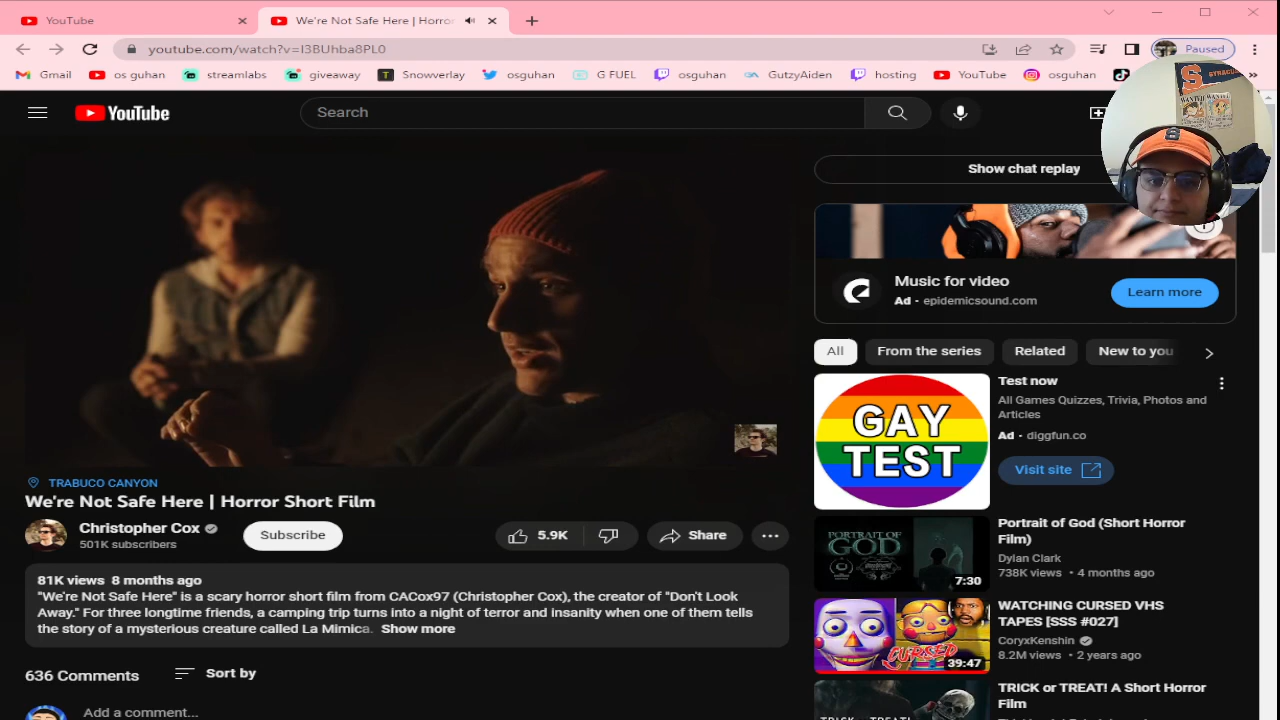 YouTube
We're Not Safe Here | Horror
youtube.com/watch?v=I3BUhba8PL0
Paused
Gmail
os guhan
streamlabs
giveaway
Snowverlay
osguhan
G FUEL
osguhan
GutzyAiden
hosting
YouTube
osguhan
YouTube
Search
WANTED WANTED
Show chat replay
Music for video
Ad · epidemicsound.com
Learn more
All
From the series
Related
New to you
GAY
TEST
Test now
All Games Quizzes, Trivia, Photos and
Articles
Ad · diggfun.co
Visit site
TRABUCO CANYON
We're Not Safe Here | Horror Short Film
Christopher Cox
501K subscribers
Subscribe
5.9K
Share
81K views 8 months ago
"We're Not Safe Here" is a scary horror short film from CACox97 (Christopher Cox), the creator of "Don't Look
Away." For three longtime friends, a camping trip turns into a night of terror and insanity when one of them tells
the story of a mysterious creature called La Mimica. Show more
636 Comments
Sort by
Add a comment...
PORTRAIT OF
GOD
7:30
Portrait of God (Short Horror
Film)
Dylan Clark
738K views · 4 months ago
CURSED
39:47
WATCHING CURSED VHS
TAPES [SSS #027]
CoryxKenshin
8.2M views · 2 years ago
TRICK or TREAT! A Short Horror
Film